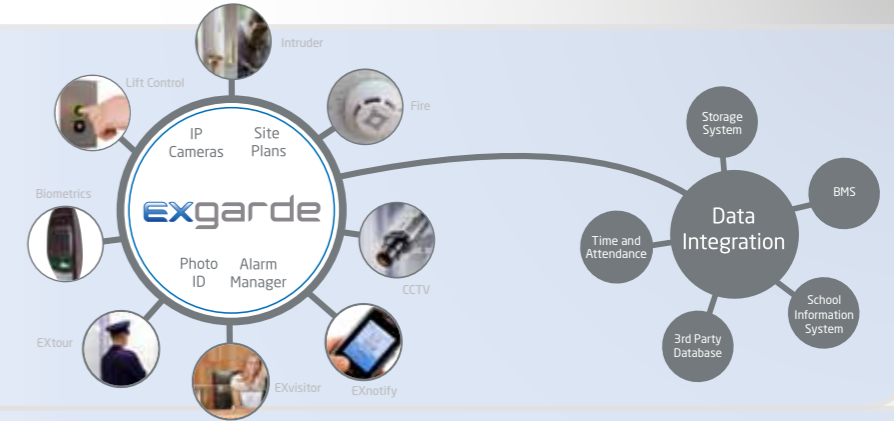 Intruder
Lift Control
Fire
IP
Cameras
Site
Plans
Biometrics
EXgarde
Photo
ID
Alarm
Manager
CCTV
EXtour
EXvisitor
EXnotify
Storage
System
BMS
Data
Integration
Time and
Attendance
School
Information
System
3rd Party
Database